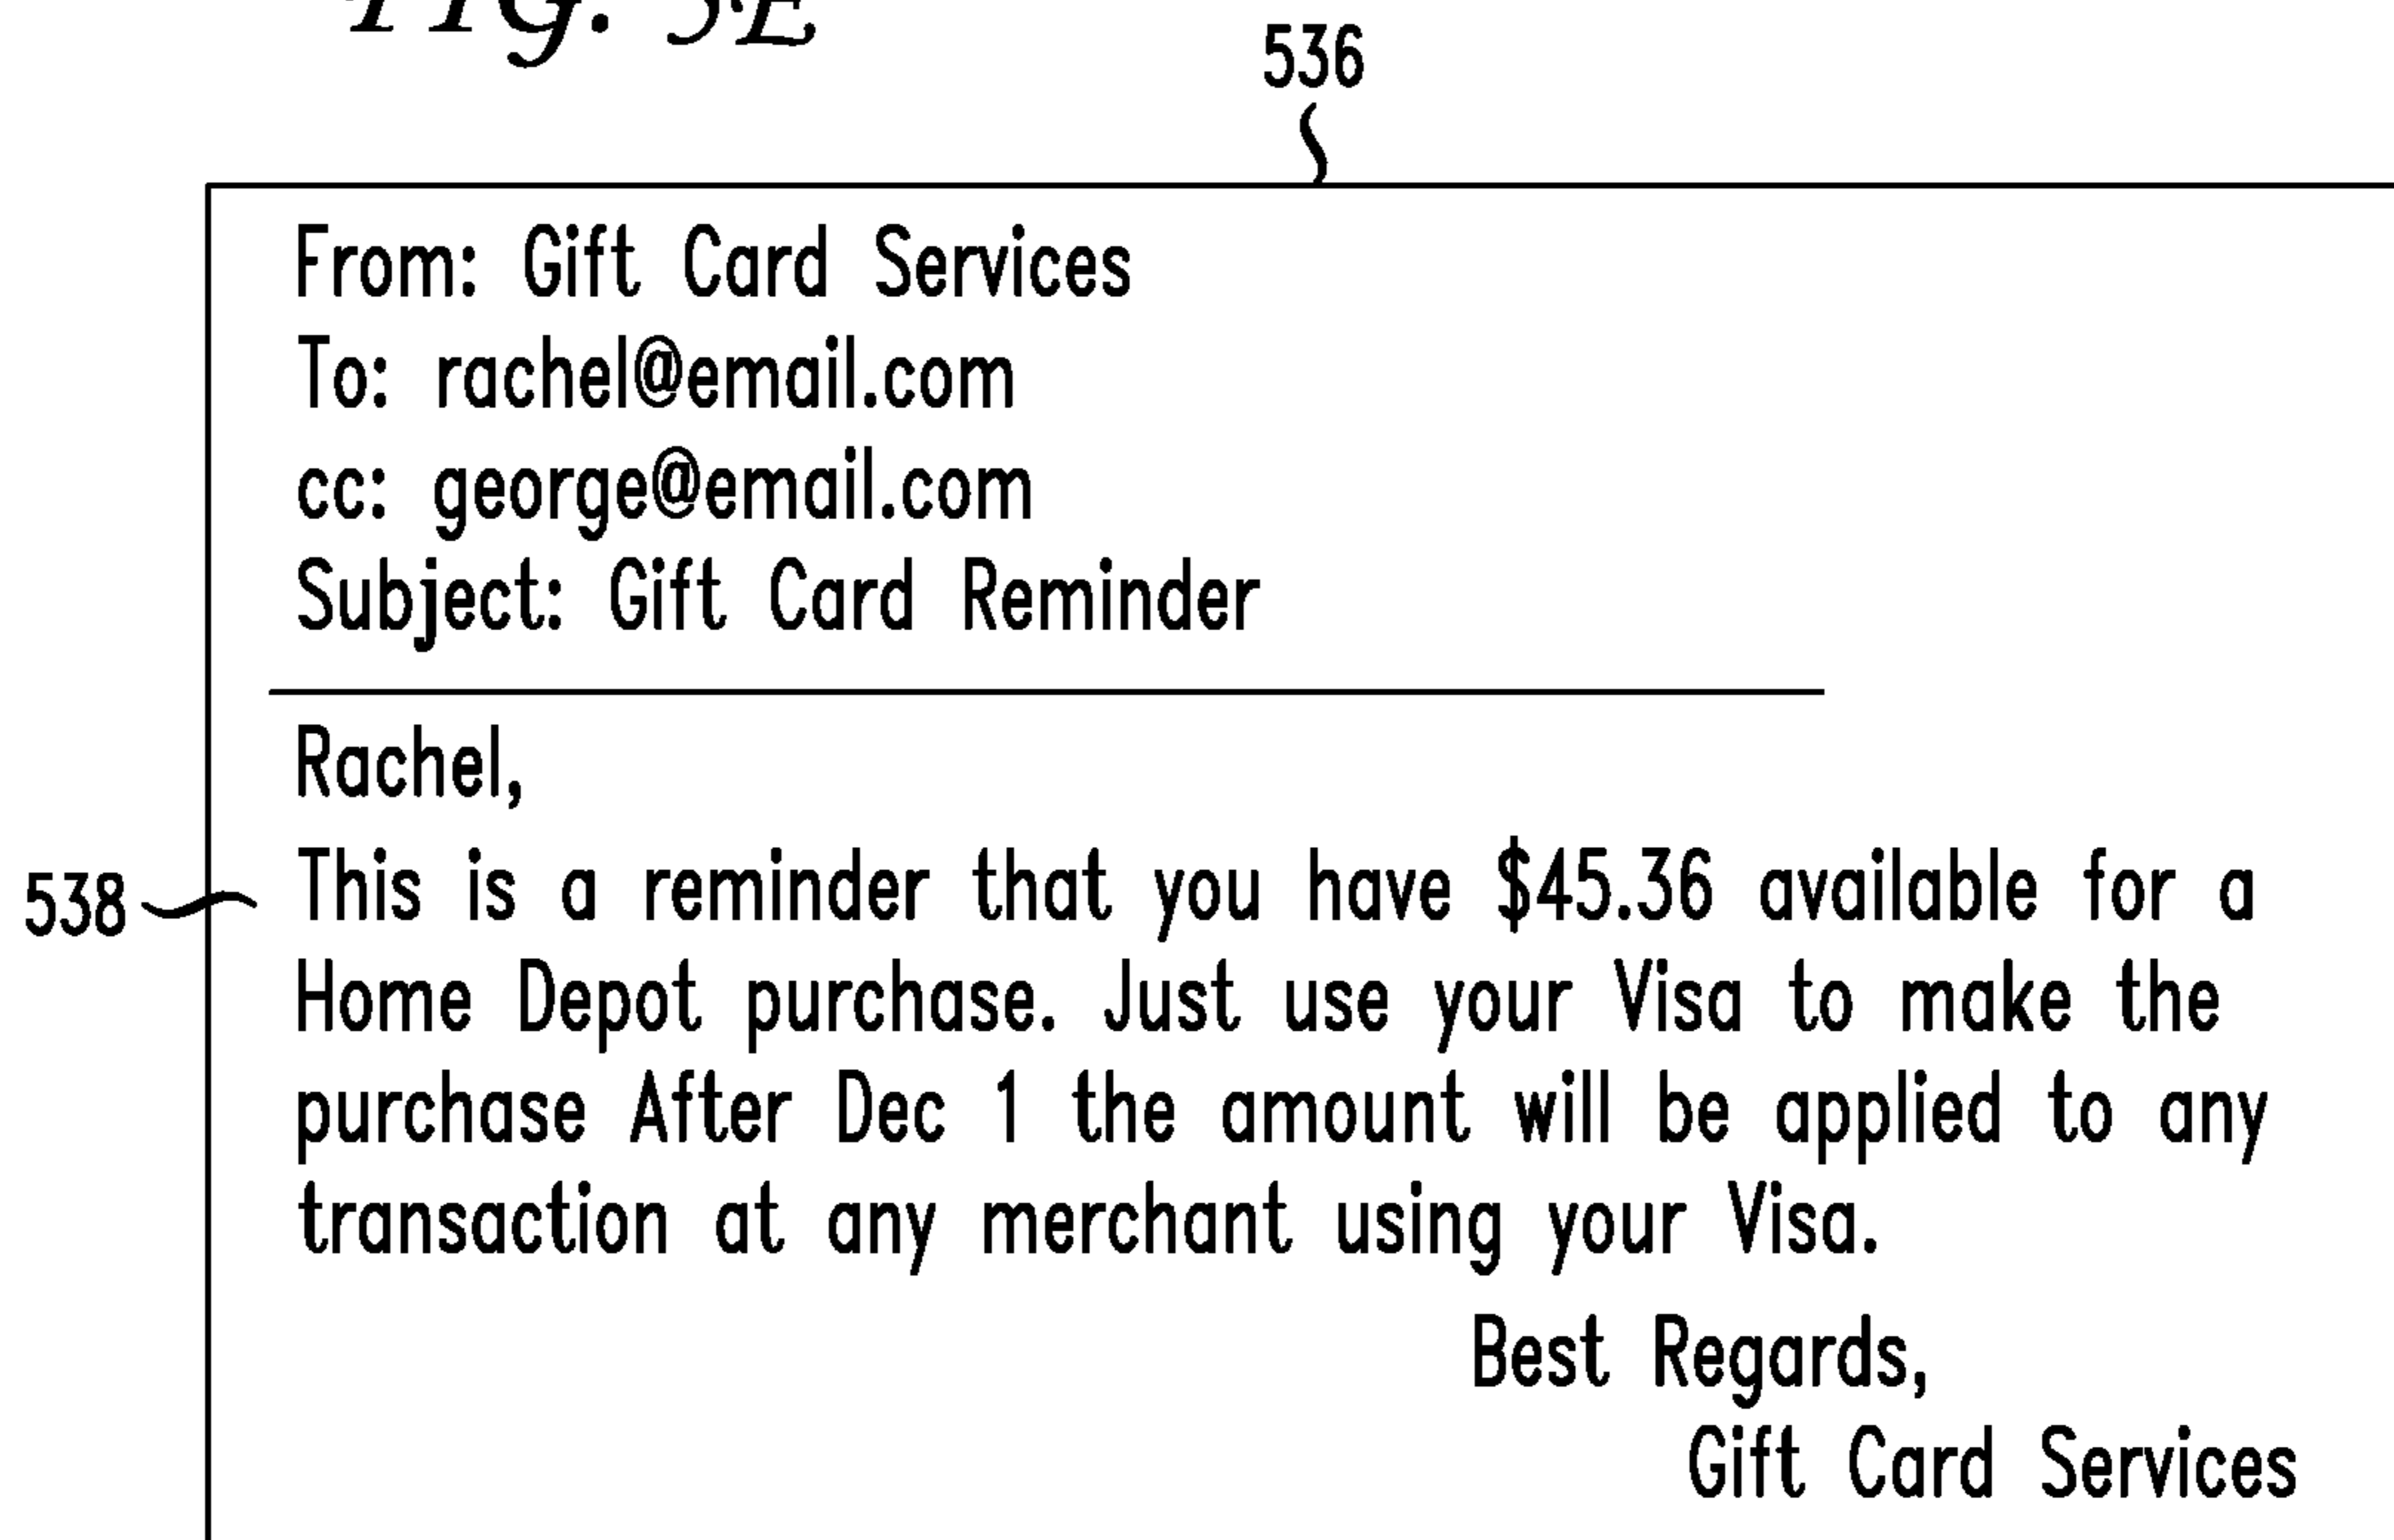 FIG. 5E
536
From: Gift Card Services
To: rachel@email.com
cc: george@email.com
Subject: Gift Card Reminder
Rachel,
538
This is a reminder that you have $45.36 available for a
Home Depot purchase. Just use your Visa to make the
purchase After Dec 1 the amount will be applied to any
transaction at any merchant using your Visa.
Best Regards,
Gift Card Services